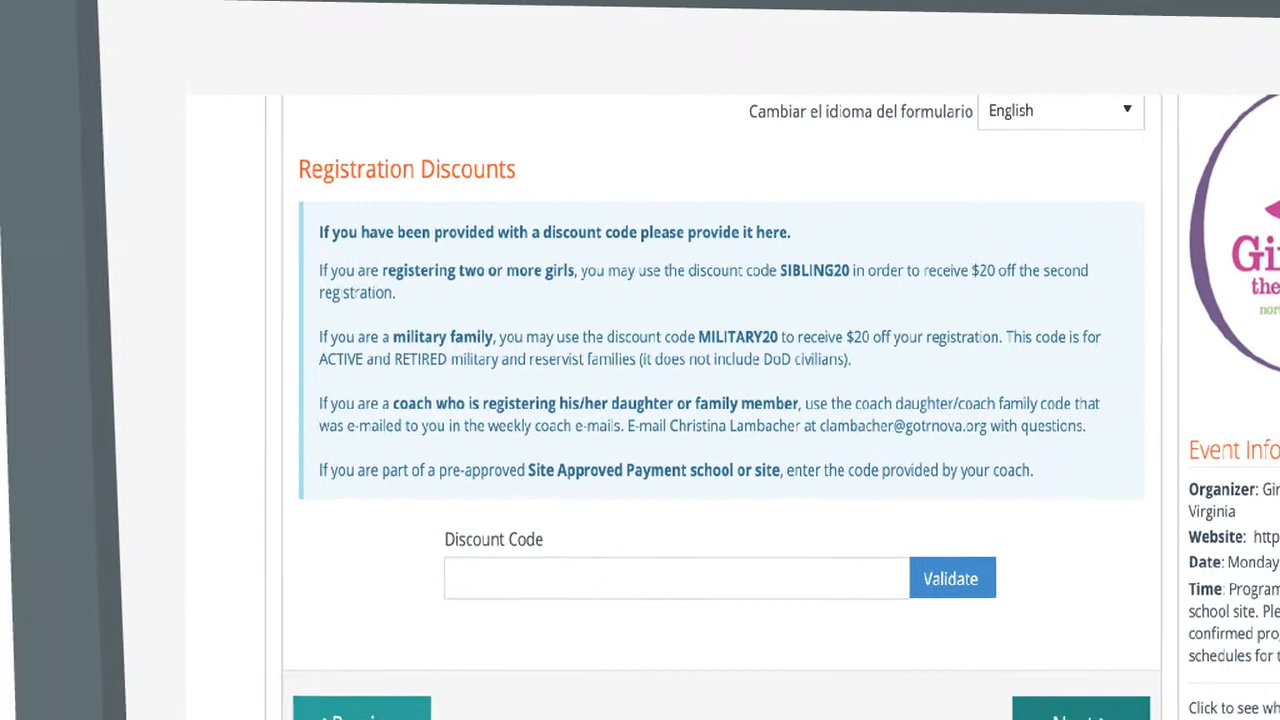 Cambiar el idioma del formulario English
Registration Discounts
If you have been provided with a discount code please provide it here.
If you are registering two or more girls, you may use the discount code SIBLING20 in order to receive $20 off the second
registration.
If you are a military family, you may use the discount code MILITARY20 to receive $20 off your registration. This code is for
ACTIVE and RETIRED military and reservist families (it does not include DoD civilians).
If you are a coach who is registering his/her daughter or family member, use the coach daughter/coach family code that
was e-mailed to you in the weekly coach e-mails. E-mail Christina Lambacher at clambacher@gotrnova.org with questions.
If you are part of a pre-approved Site Approved Payment school or site, enter the code provided by your coach.
Discount Code
Validate
the
Event
Organizer:
Virginia
Website: http
Date: Monday
Time: Program
school site.
confirmed
schedules for
Click to see